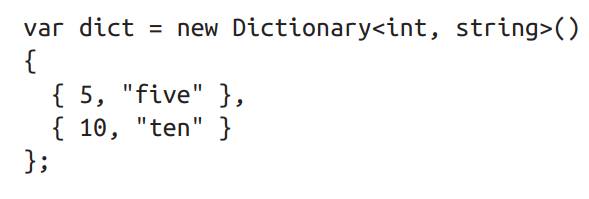 var dict = new Dictionary<int, string>()
{
  { 5, "five" },
  { 10, "ten" }
};